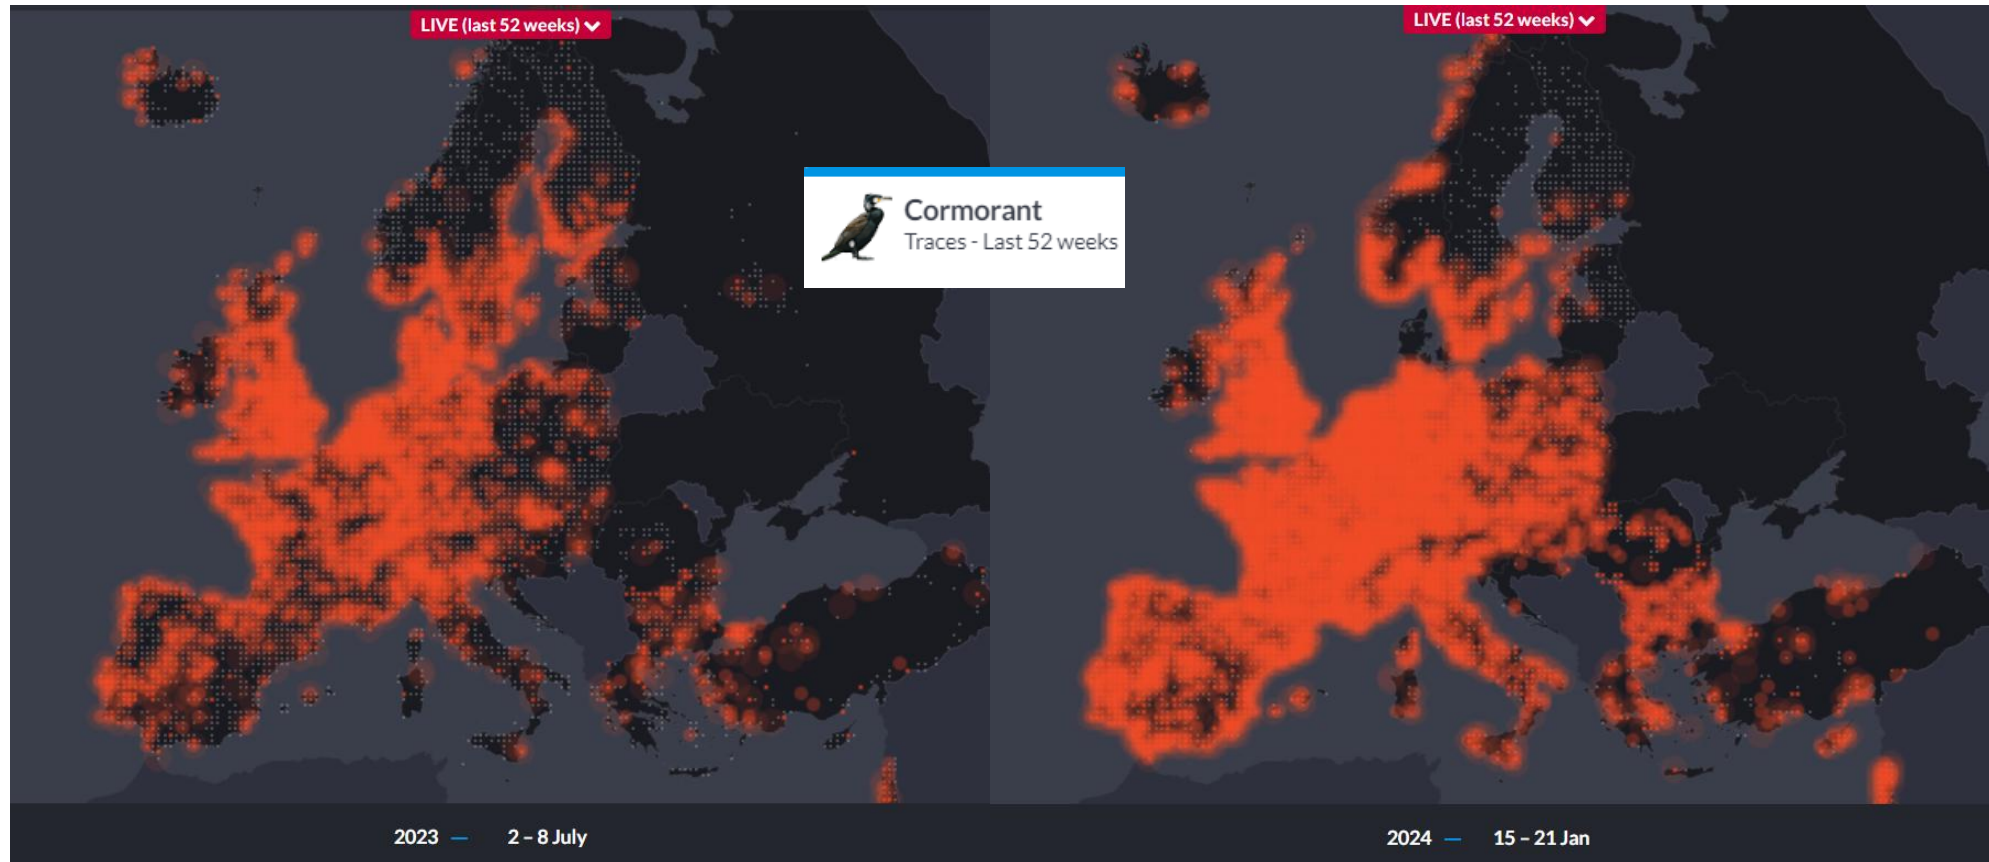 LIVE (last 52 weeks)
LIVE (last 52 weeks)
Cormorant
Traces - Last 52 weeks
2023 — 2 – 8 July
2024 — 15 – 21 Jan